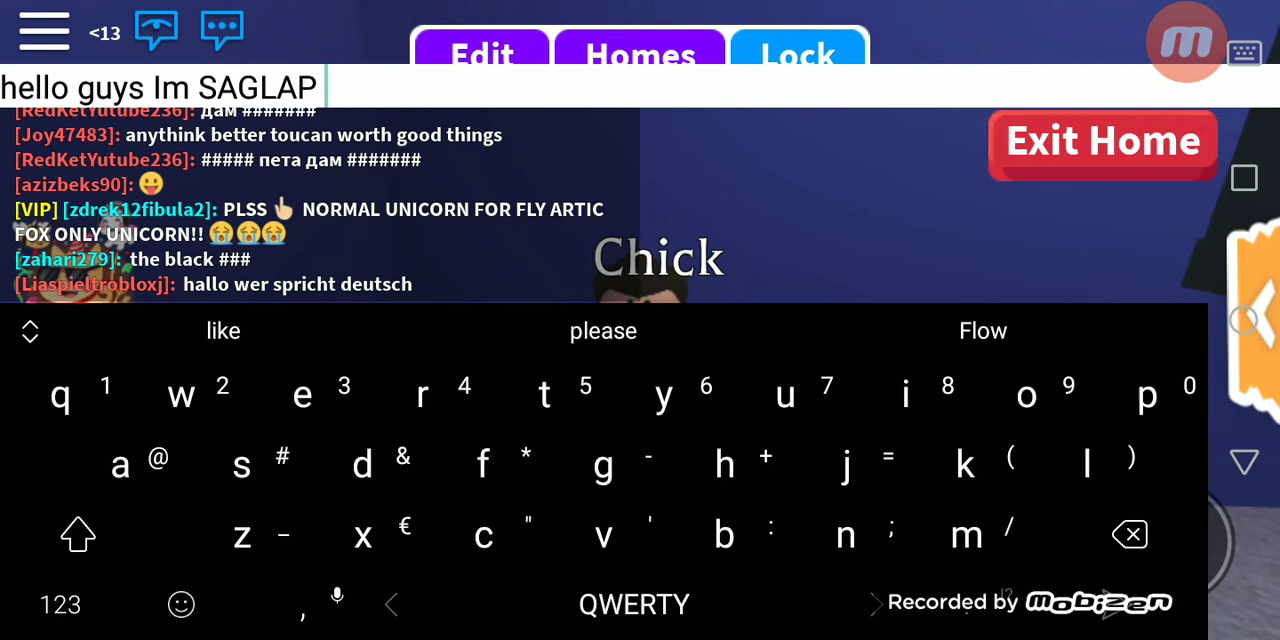 <13
Edit Homes Lock
hello guys Im SAGLAP
[RedKetYutube236]: дам #######
[Joy47483]: anythink better toucan worth good things
[RedKetYutube236]: ##### пета дам #######
[azizbeks90]: 😛
[VIP] [zdrek12fibula2]: PLSS 👆🏻 NORMAL UNICORN FOR FLY ARTIC
FOX ONLY UNICORN!! 😭😭😭
[zahari279]: the black ###
[Liaspieltrobloxj]: hallo wer spricht deutsch
Exit Home
Chick
like please Flow
q 1 w 2 e 3 r 4 t 5 y 6 u 7 i 8 o 9 p 0
a @ s # d & f * g - h + j = k ( l )
z _ x € c " v ' b : n ; m /
123 , QWERTY
Recorded by mobizen